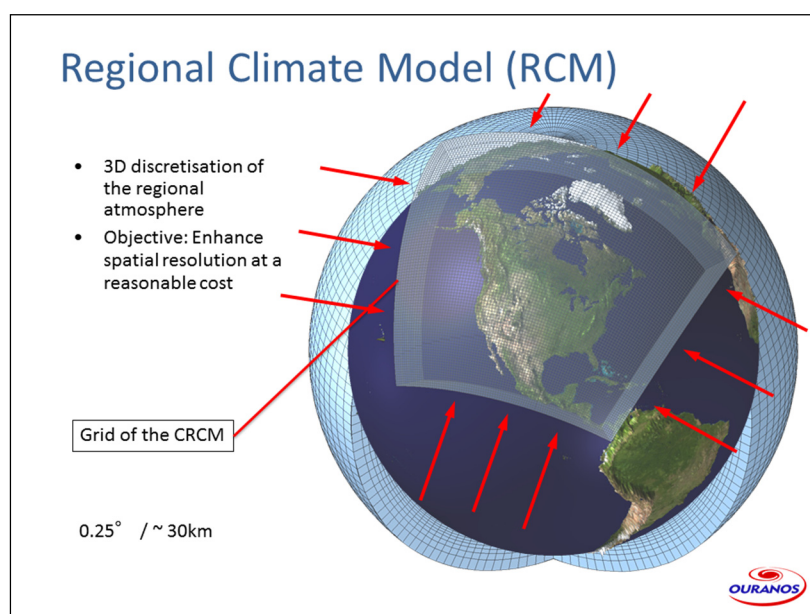 Regional Climate Model (RCM)
• 3D discretisation of
the regional
atmosphere
• Objective: Enhance
spatial resolution at a
reasonable cost
Grid of the CRCM
0.25° / ~ 30km
OURANOS